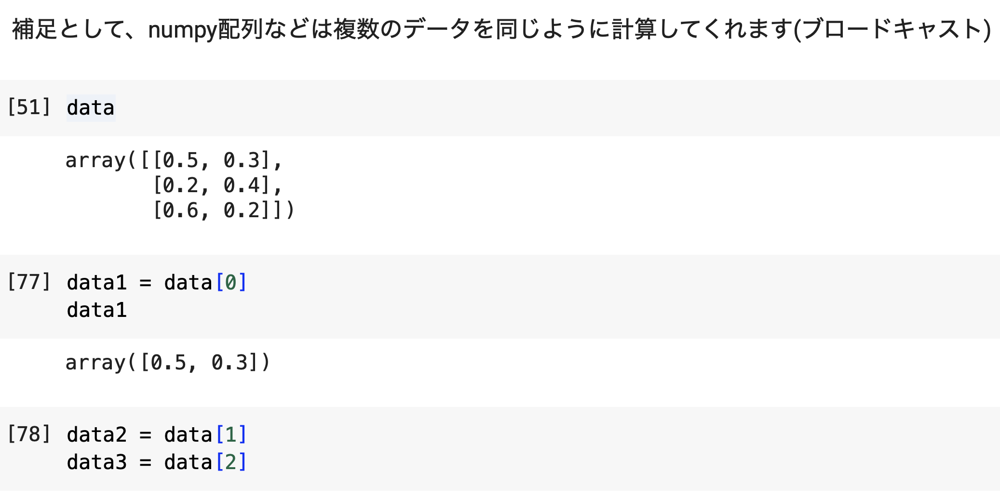 補足として、numpy配列などは複数のデータを同じように計算してくれます(ブロードキャスト)
[51] data
array([[0.5, 0.3],
[0.2, 0.4],
[0.6, 0.2]])
[77] data1 = data[0]
data1
array([0.5, 0.3])
[78] data2 = data[1]
data3 = data[2]